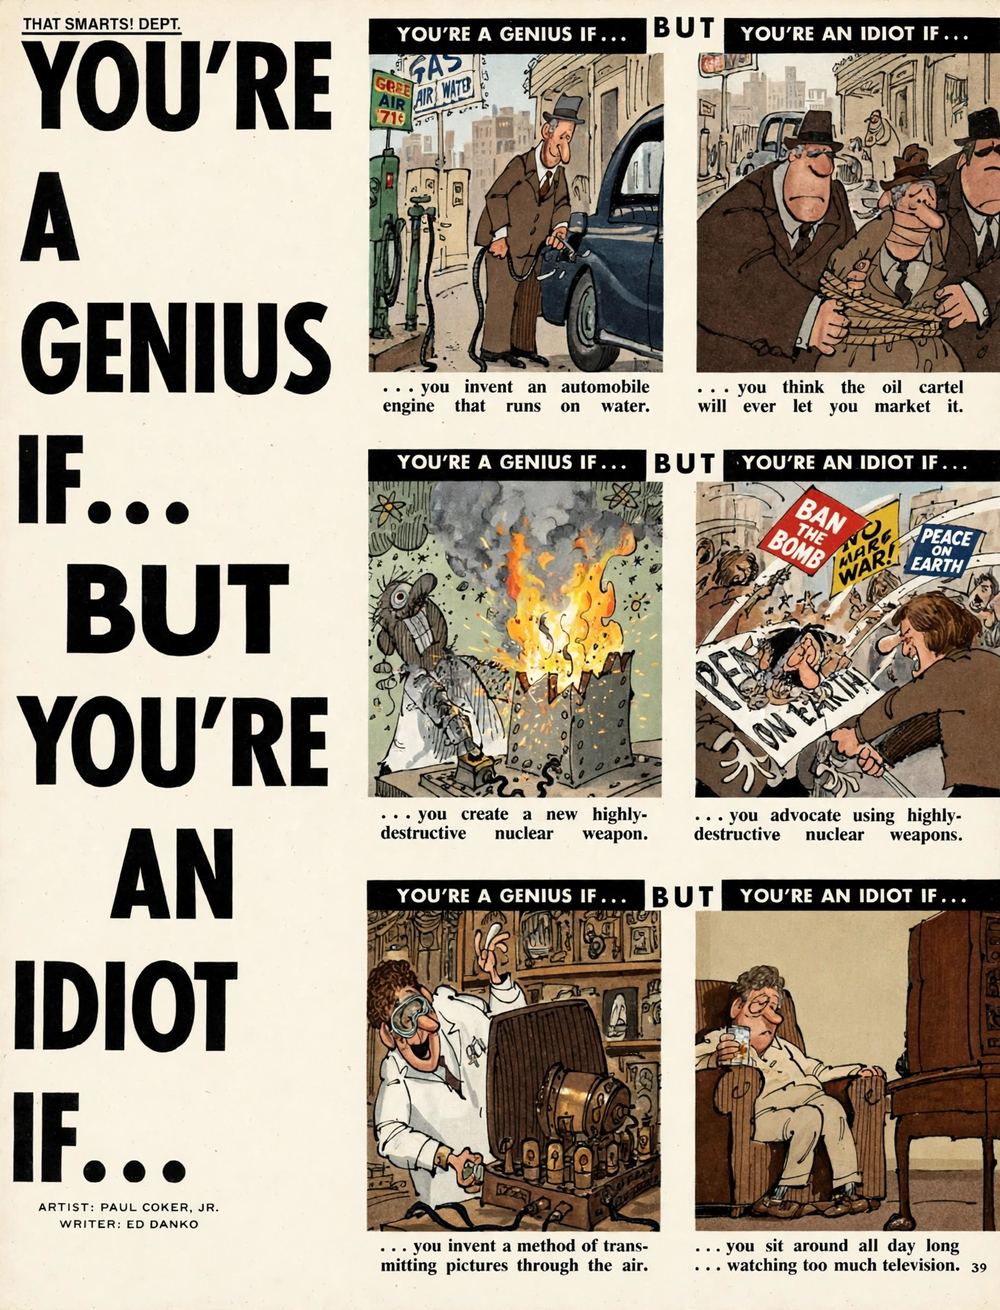 THAT SMARTS! DEPT.
YOU'RE
A
GENIUS
IF...
BUT
YOU'RE
AN
IDIOT
IF...
ARTIST: PAUL COKER, JR.
WRITER: ED DANKO
YOU'RE A GENIUS IF...
BUT
YOU'RE AN IDIOT IF...
GAS
AIR WATER
AIR
71¢
... you invent an automobile
engine that runs on water.
... you think the oil cartel
will ever let you market it.
YOU'RE A GENIUS IF...
BUT
YOU'RE AN IDIOT IF...
BAN
THE
BOMB
NO
WAR!
PEACE
ON
EARTH
ON EARTH
... you create a new highly-
destructive nuclear weapon.
... you advocate using highly-
destructive nuclear weapons.
YOU'RE A GENIUS IF...
BUT
YOU'RE AN IDIOT IF...
... you invent a method of trans-
mitting pictures through the air.
... you sit around all day long
... watching too much television.
39